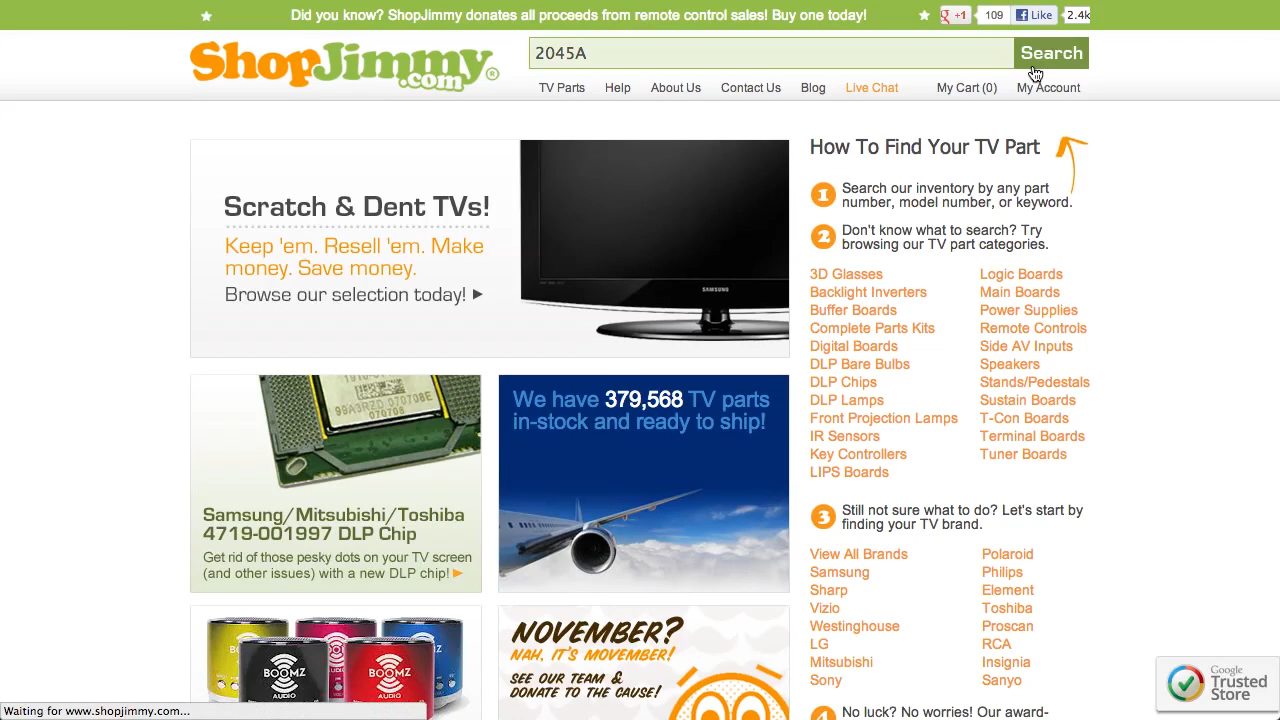 Did you know? ShopJimmy donates all proceeds from remote control sales! Buy one today!
+1
109
Like
2.4k
ShopJimmy.com®
2045A
Search
TV Parts
Help
About Us
Contact Us
Blog
Live Chat
My Cart (0)
My Account
Scratch & Dent TVs!
Keep 'em. Resell 'em. Make
money. Save money.
Browse our selection today!
SAMSUNG
Samsung/Mitsubishi/Toshiba
4719-001997 DLP Chip
Get rid of those pesky dots on your TV screen
(and other issues) with a new DLP chip!
We have 379,568 TV parts
in-stock and ready to ship!
BOOMZ
AUDIO
BOOMZ
AUDIO
BOOMZ
BOOMZ
AUDIO
BOOMZ
AUDIO
NOVEMBER?
NAH, IT'S MOVEMBER!
SEE OUR TEAM &
DONATE TO THE CAUSE!
How To Find Your TV Part
1
Search our inventory by any part
number, model number, or keyword.
2
Don't know what to search? Try
browsing our TV part categories.
3D Glasses
Backlight Inverters
Buffer Boards
Complete Parts Kits
Digital Boards
DLP Bare Bulbs
DLP Chips
DLP Lamps
Front Projection Lamps
IR Sensors
Key Controllers
LIPS Boards
Logic Boards
Main Boards
Power Supplies
Remote Controls
Side AV Inputs
Speakers
Stands/Pedestals
Sustain Boards
T-Con Boards
Terminal Boards
Tuner Boards
3
Still not sure what to do? Let's start by
finding your TV brand.
View All Brands
Samsung
Sharp
Vizio
Westinghouse
LG
Mitsubishi
Sony
Polaroid
Philips
Element
Toshiba
Proscan
RCA
Insignia
Sanyo
No luck? No worries! Our award-
Google
Trusted
Store
Waiting for www.shopjimmy.com...